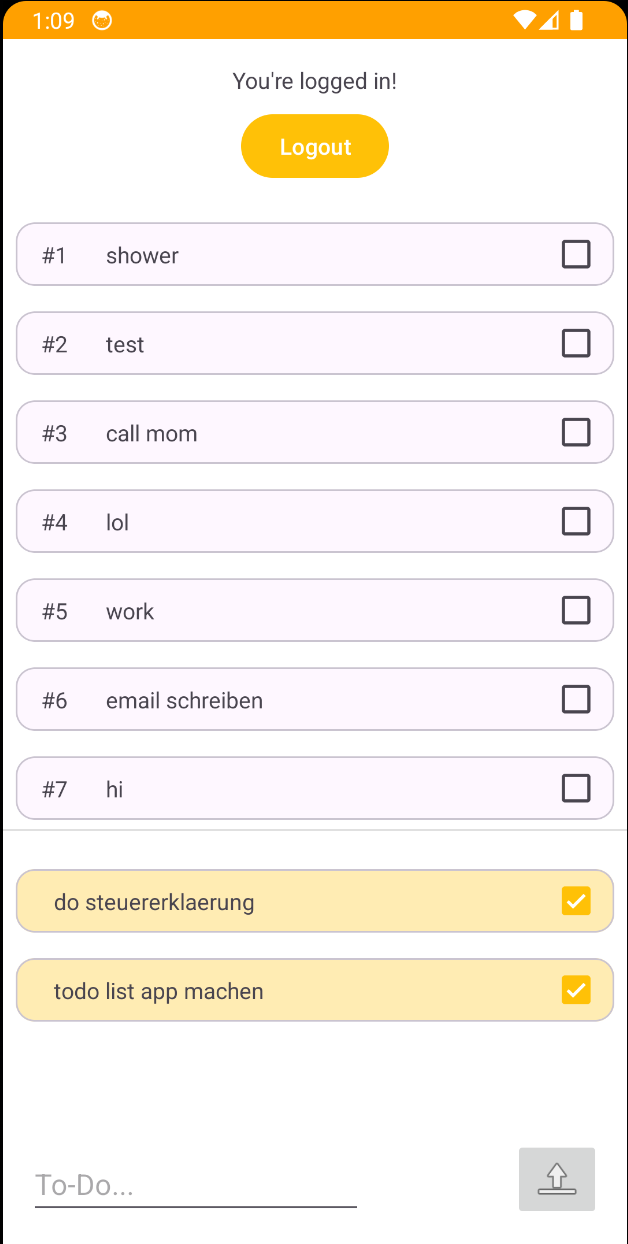 1:09
You're logged in!
Logout
#1 shower
#2 test
#3 call mom
#4 lol
#5 work
#6 email schreiben
#7 hi
do steuererklaerung
todo list app machen
To-Do...